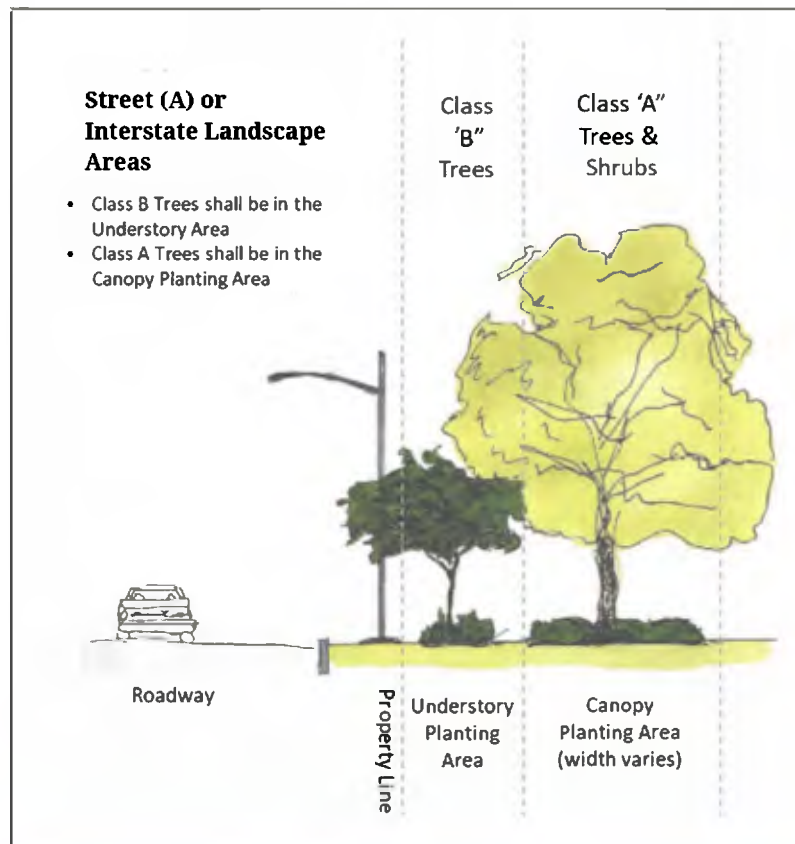 Street (A) or
Interstate Landscape
Areas
• Class B Trees shall be in the
Understory Area
• Class A Trees shall be in the
Canopy Planting Area
Class
'B"
Trees
Class 'A"
Trees &
Shrubs
Roadway
Property Line
Understory
Planting
Area
Canopy
Planting Area
(width varies)